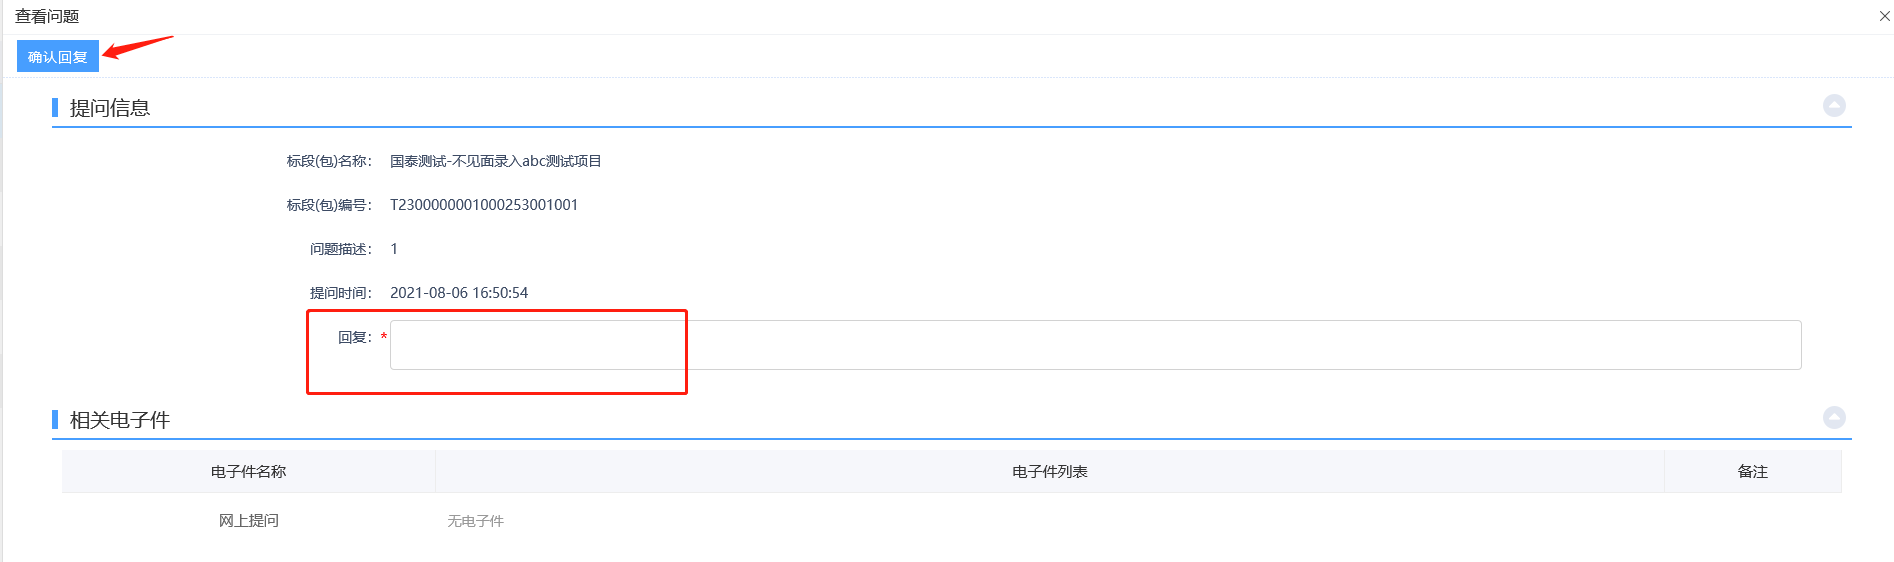 查看问题
确认回复
提问信息
标段(包)名称： 国泰测试-不见面录入abc测试项目
标段(包)编号： T2300000001000253001001
问题描述： 1
提问时间： 2021-08-06 16:50:54
回复：*
相关电子件
电子件名称 电子件列表 备注
网上提问 无电子件